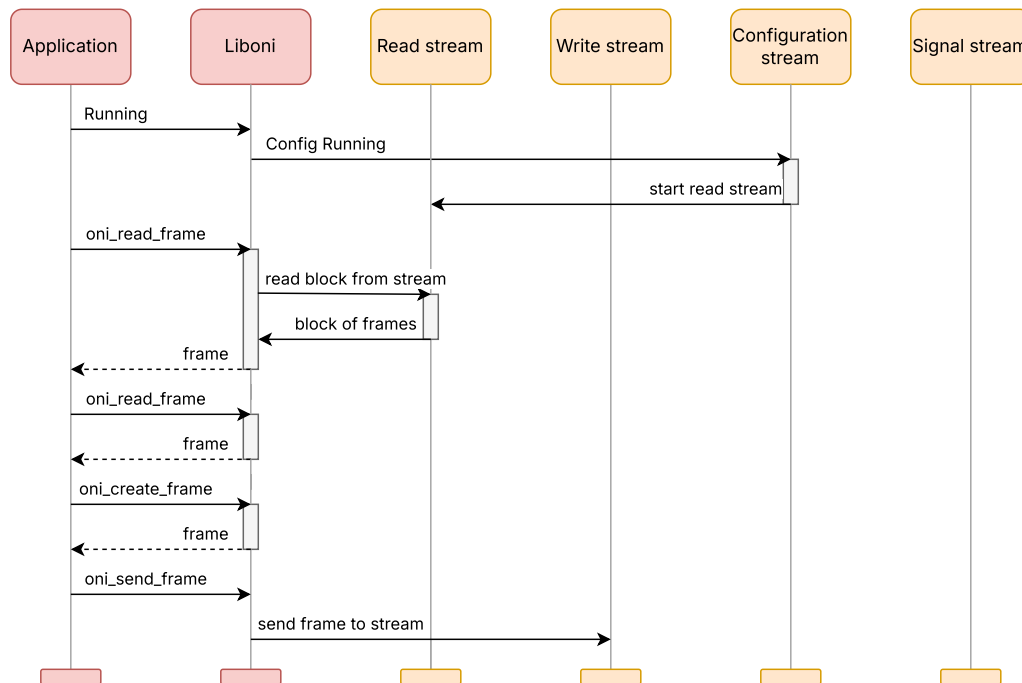 Application
Liboni
Read stream
Write stream
Configuration
stream
Signal stream
Running
Config Running
start read stream
oni_read_frame
read block from stream
block of frames
frame
oni_read_frame
frame
oni_create_frame
frame
oni_send_frame
send frame to stream